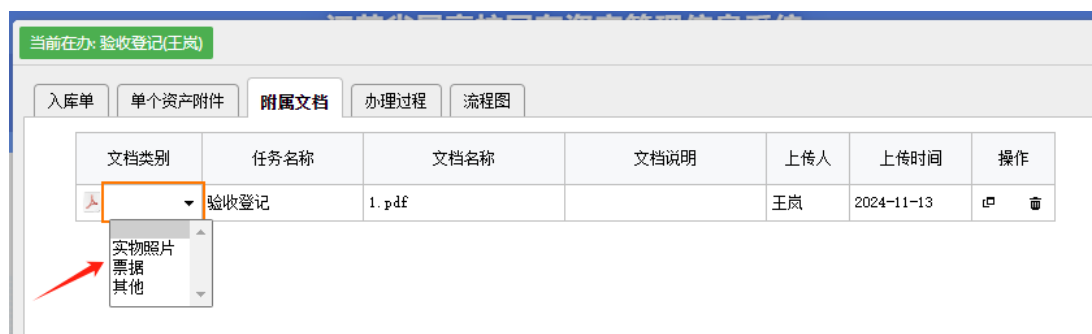 当前在办: 验收登记(王岚)
入库单 单个资产附件 附属文档 办理过程 流程图
文档类别 任务名称 文档名称 文档说明 上传人 上传时间 操作
验收登记 1.pdf 王岚 2024-11-13
实物照片
票据
其他